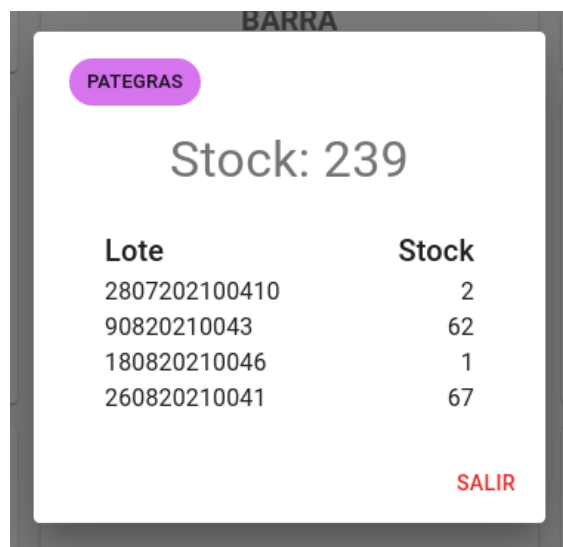 BARRA
PATEGRAS
Stock: 239
Lote Stock
2807202100410 2
90820210043 62
180820210046 1
260820210041 67
SALIR